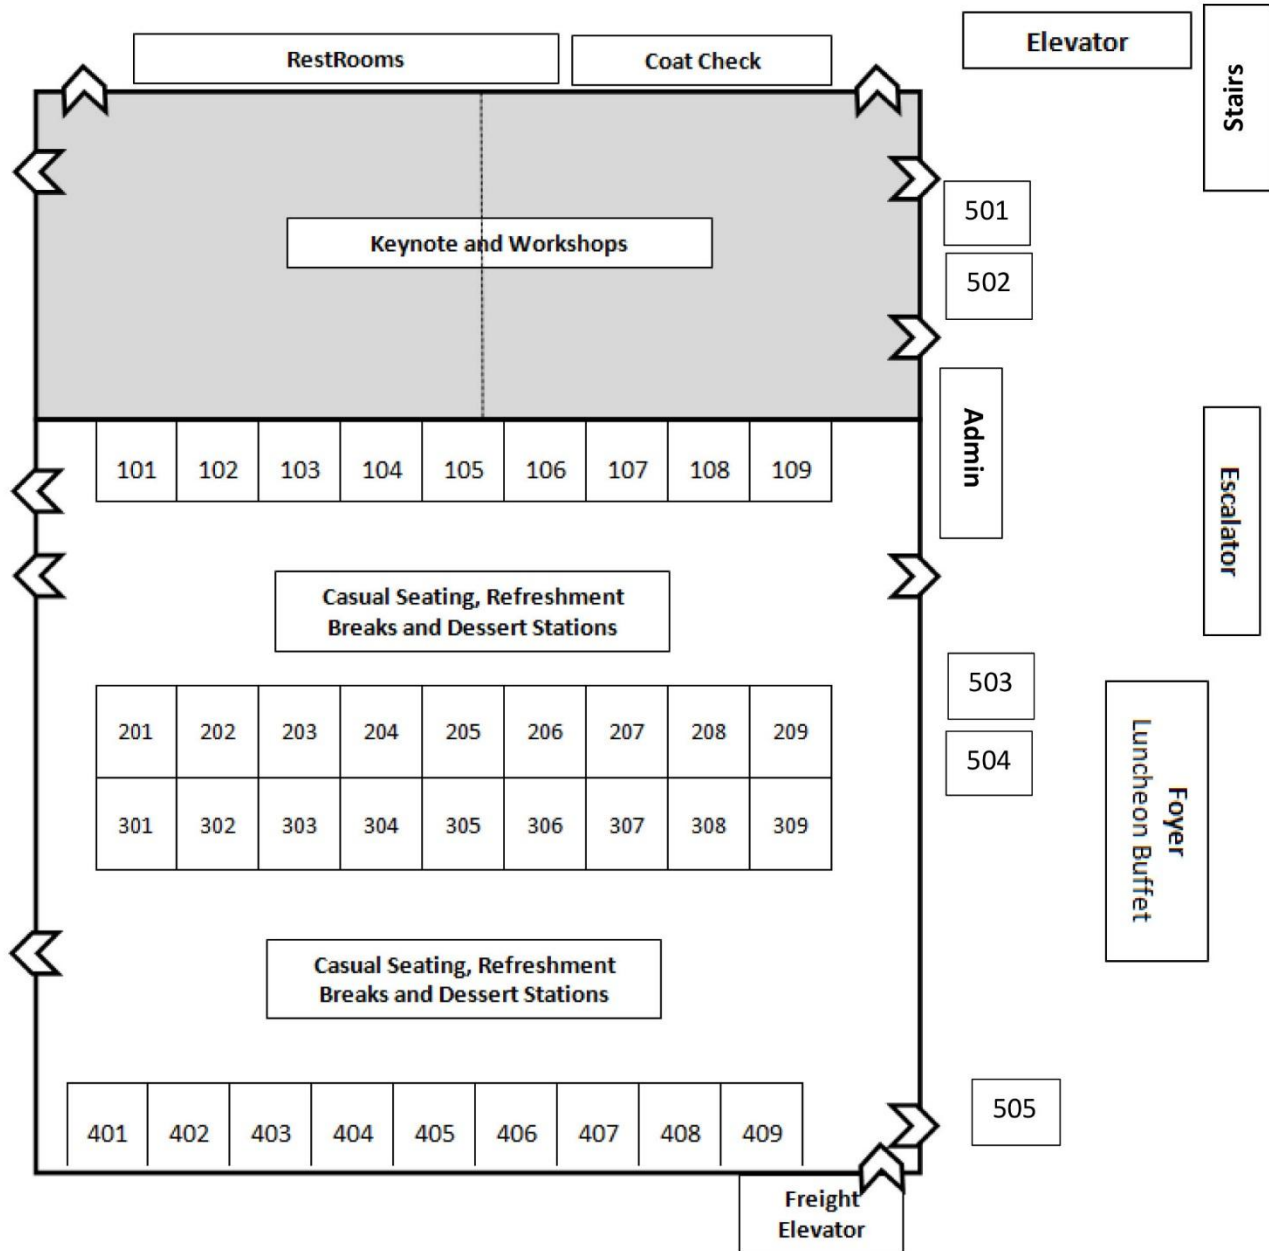 RestRooms
Coat Check
Elevator
Stairs
501
Keynote and Workshops
502
Admin
Escalator
101 102 103 104 105 106 107 108 109
Casual Seating, Refreshment
Breaks and Dessert Stations
503
201 202 203 204 205 206 207 208 209
504
Foyer
Luncheon Buffet
301 302 303 304 305 306 307 308 309
Casual Seating, Refreshment
Breaks and Dessert Stations
505
401 402 403 404 405 406 407 408 409
Freight
Elevator